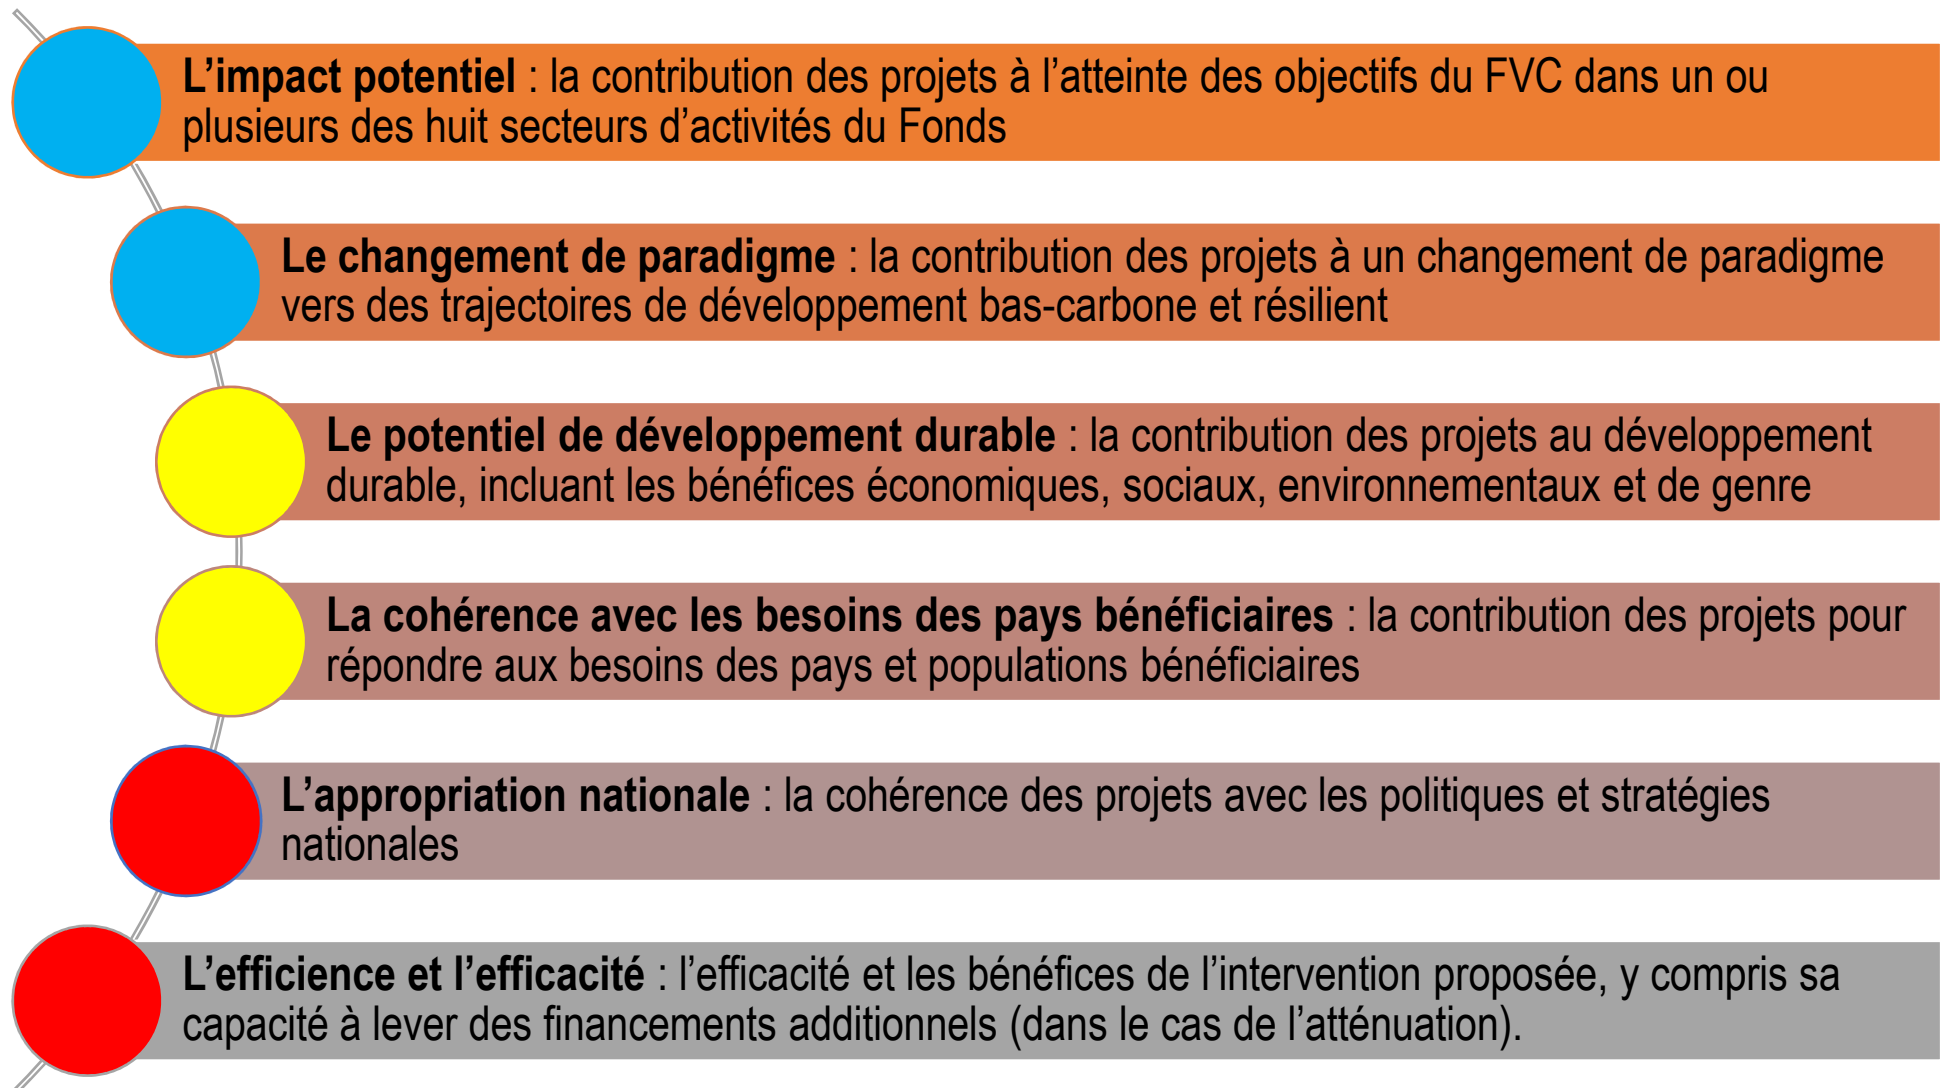 L’impact potentiel : la contribution des projets à l’atteinte des objectifs du FVC dans un ou
plusieurs des huit secteurs d’activités du Fonds
Le changement de paradigme : la contribution des projets à un changement de paradigme
vers des trajectoires de développement bas-carbone et résilient
Le potentiel de développement durable : la contribution des projets au développement
durable, incluant les bénéfices économiques, sociaux, environnementaux et de genre
La cohérence avec les besoins des pays bénéficiaires : la contribution des projets pour
répondre aux besoins des pays et populations bénéficiaires
L’appropriation nationale : la cohérence des projets avec les politiques et stratégies
nationales
L’efficience et l’efficacité : l’efficacité et les bénéfices de l’intervention proposée, y compris sa
capacité à lever des financements additionnels (dans le cas de l’atténuation).